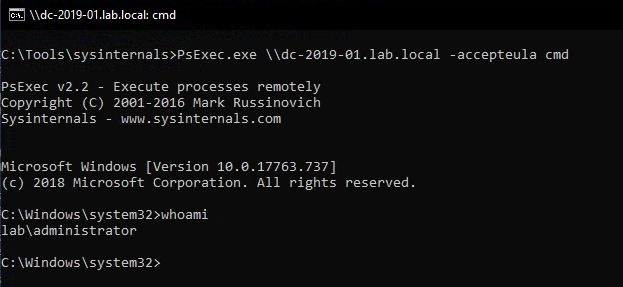 \\dc-2019-01.lab.local: cmd
C:\Tools\sysinternals>PsExec.exe \\dc-2019-01.lab.local -accepteula cmd
PsExec v2.2 - Execute processes remotely
Copyright (C) 2001-2016 Mark Russinovich
Sysinternals - www.sysinternals.com
Microsoft Windows [Version 10.0.17763.737]
(c) 2018 Microsoft Corporation. All rights reserved.
C:\Windows\system32>whoami
lab\administrator
C:\Windows\system32>